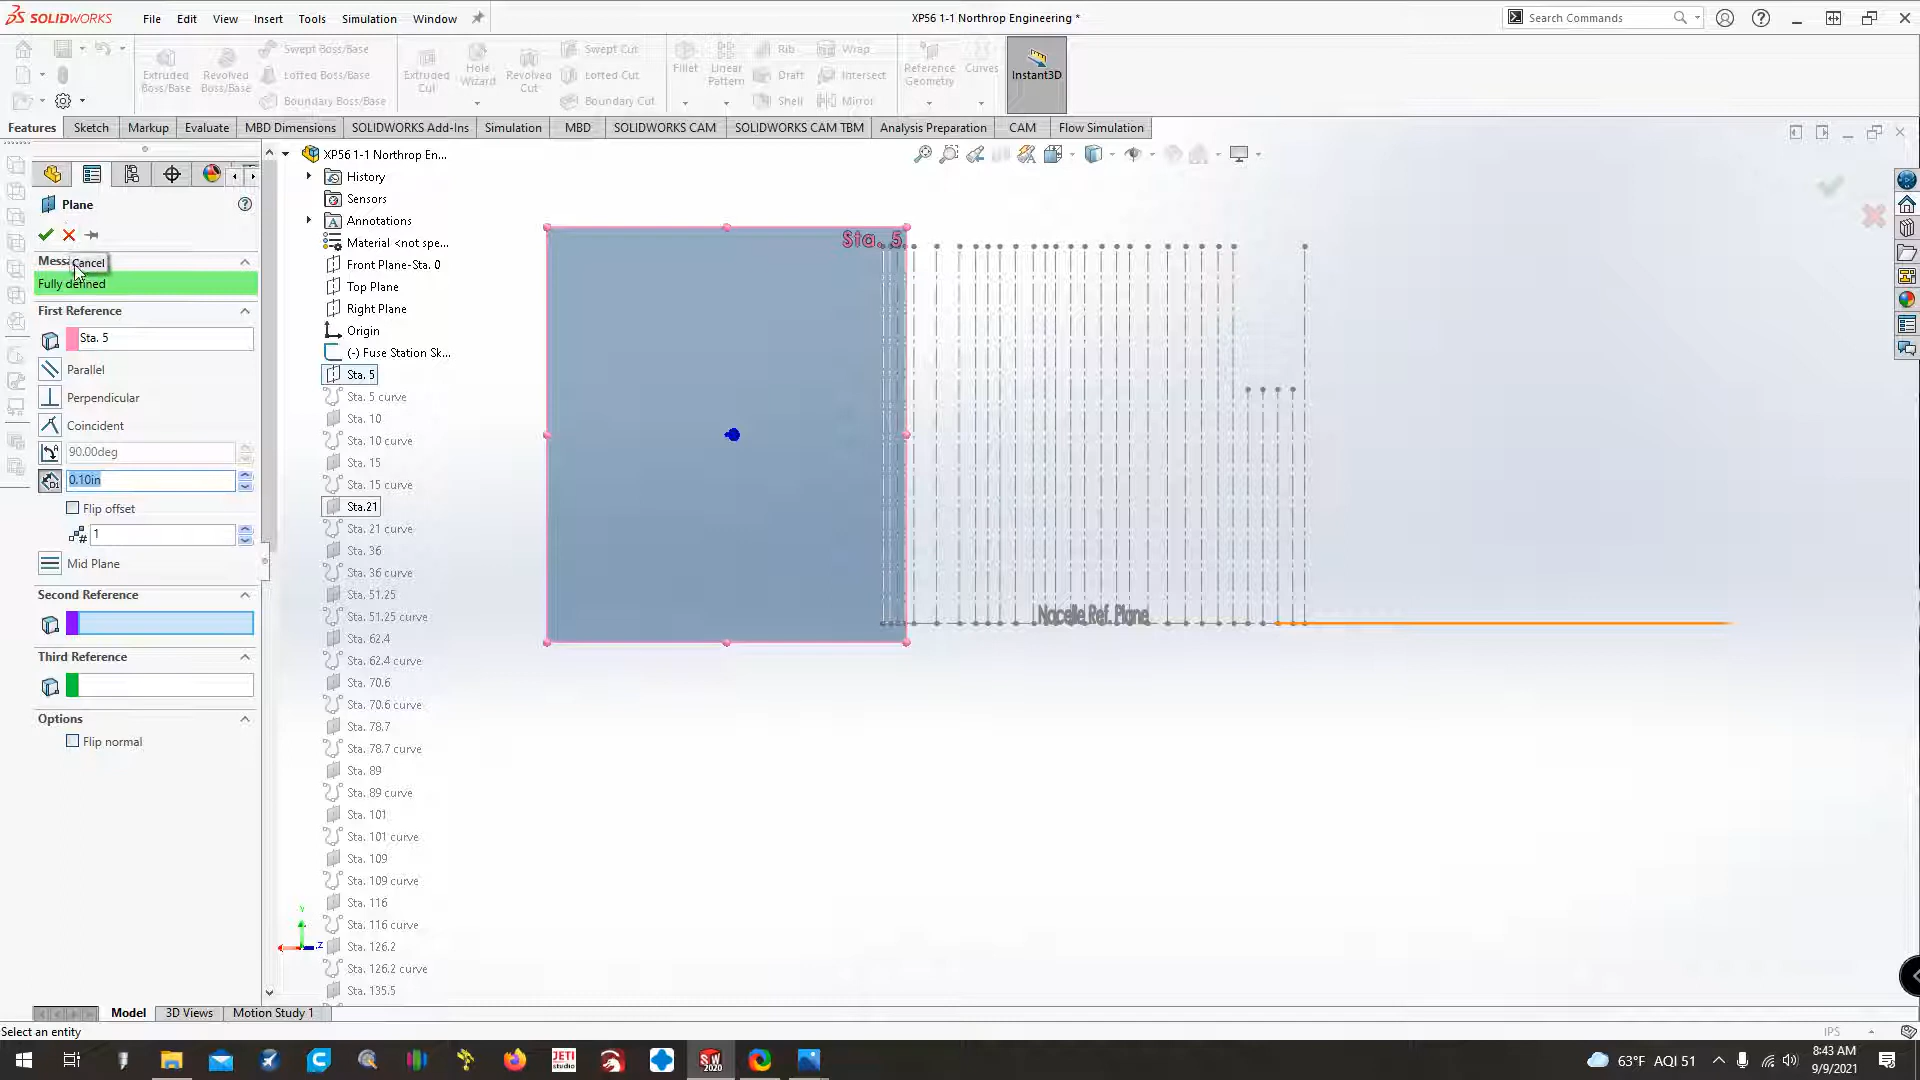 SOLIDWORKS
File
Edit
View
Insert
Tools
Simulation
Window
XP56 1-1 Northrop Engineering *
Search Commands
Extruded Boss/Base
Revolved Boss/Base
Swept Boss/Base
Lofted Boss/Base
Boundary Boss/Base
Extruded Cut
Hole Wizard
Revolved Cut
Swept Cut
Lofted Cut
Boundary Cut
Fillet
Linear Pattern
Rib
Draft
Shell
Wrap
Intersect
Mirror
Reference Geometry
Curves
Instant3D
Features
Sketch
Markup
Evaluate
MBD Dimensions
SOLIDWORKS Add-Ins
Simulation
MBD
SOLIDWORKS CAM
SOLIDWORKS CAM TBM
Analysis Preparation
CAM
Flow Simulation
Plane
Cancel
Fully defined
First Reference
Sta. 5
Parallel
Perpendicular
Coincident
90.00deg
0.10in
Flip offset
1
Mid Plane
Second Reference
Third Reference
Options
Flip normal
XP56 1-1 Northrop En...
History
Sensors
Annotations
Material <not spe...
Front Plane-Sta. 0
Top Plane
Right Plane
Origin
(-) Fuse Station Sk...
Sta. 5
Sta. 5 curve
Sta. 10
Sta. 10 curve
Sta. 15
Sta. 15 curve
Sta.21
Sta. 21 curve
Sta. 36
Sta. 36 curve
Sta. 51.25
Sta. 51.25 curve
Sta. 62.4
Sta. 62.4 curve
Sta. 70.6
Sta. 70.6 curve
Sta. 78.7
Sta. 78.7 curve
Sta. 89
Sta. 89 curve
Sta. 101
Sta. 101 curve
Sta. 109
Sta. 109 curve
Sta. 116
Sta. 116 curve
Sta. 126.2
Sta. 126.2 curve
Sta. 135.5
Sta. 5
Nacelle Ref. Plane
Y
Z
Model
3D Views
Motion Study 1
Select an entity
IPS
JETI studio
SW 2020
63°F AQI 51
8:43 AM
9/9/2021